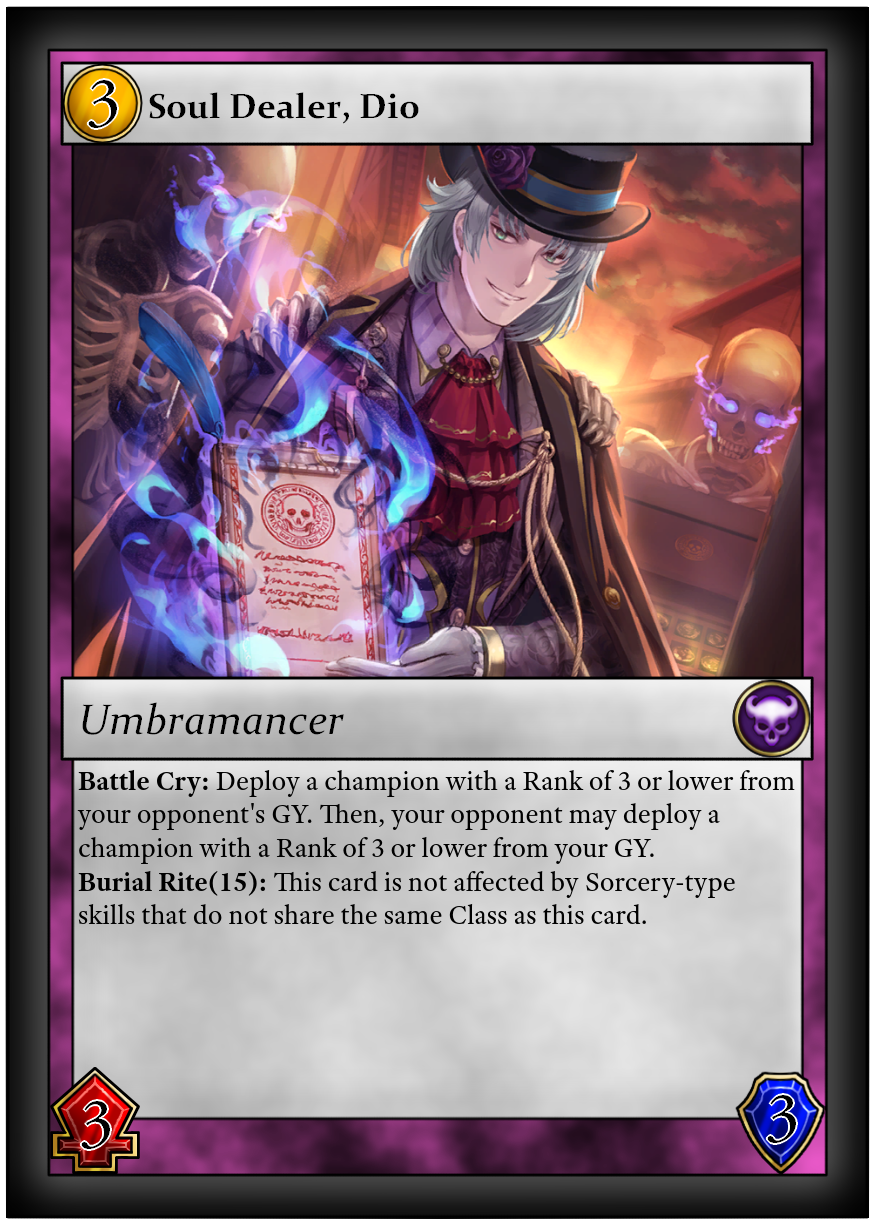 3 Soul Dealer, Dio
Umbramancer
Battle Cry: Deploy a champion with a Rank of 3 or lower from
your opponent's GY. Then, your opponent may deploy a
champion with a Rank of 3 or lower from your GY.
Burial Rite(15): This card is not affected by Sorcery-type
skills that do not share the same Class as this card.
3 3